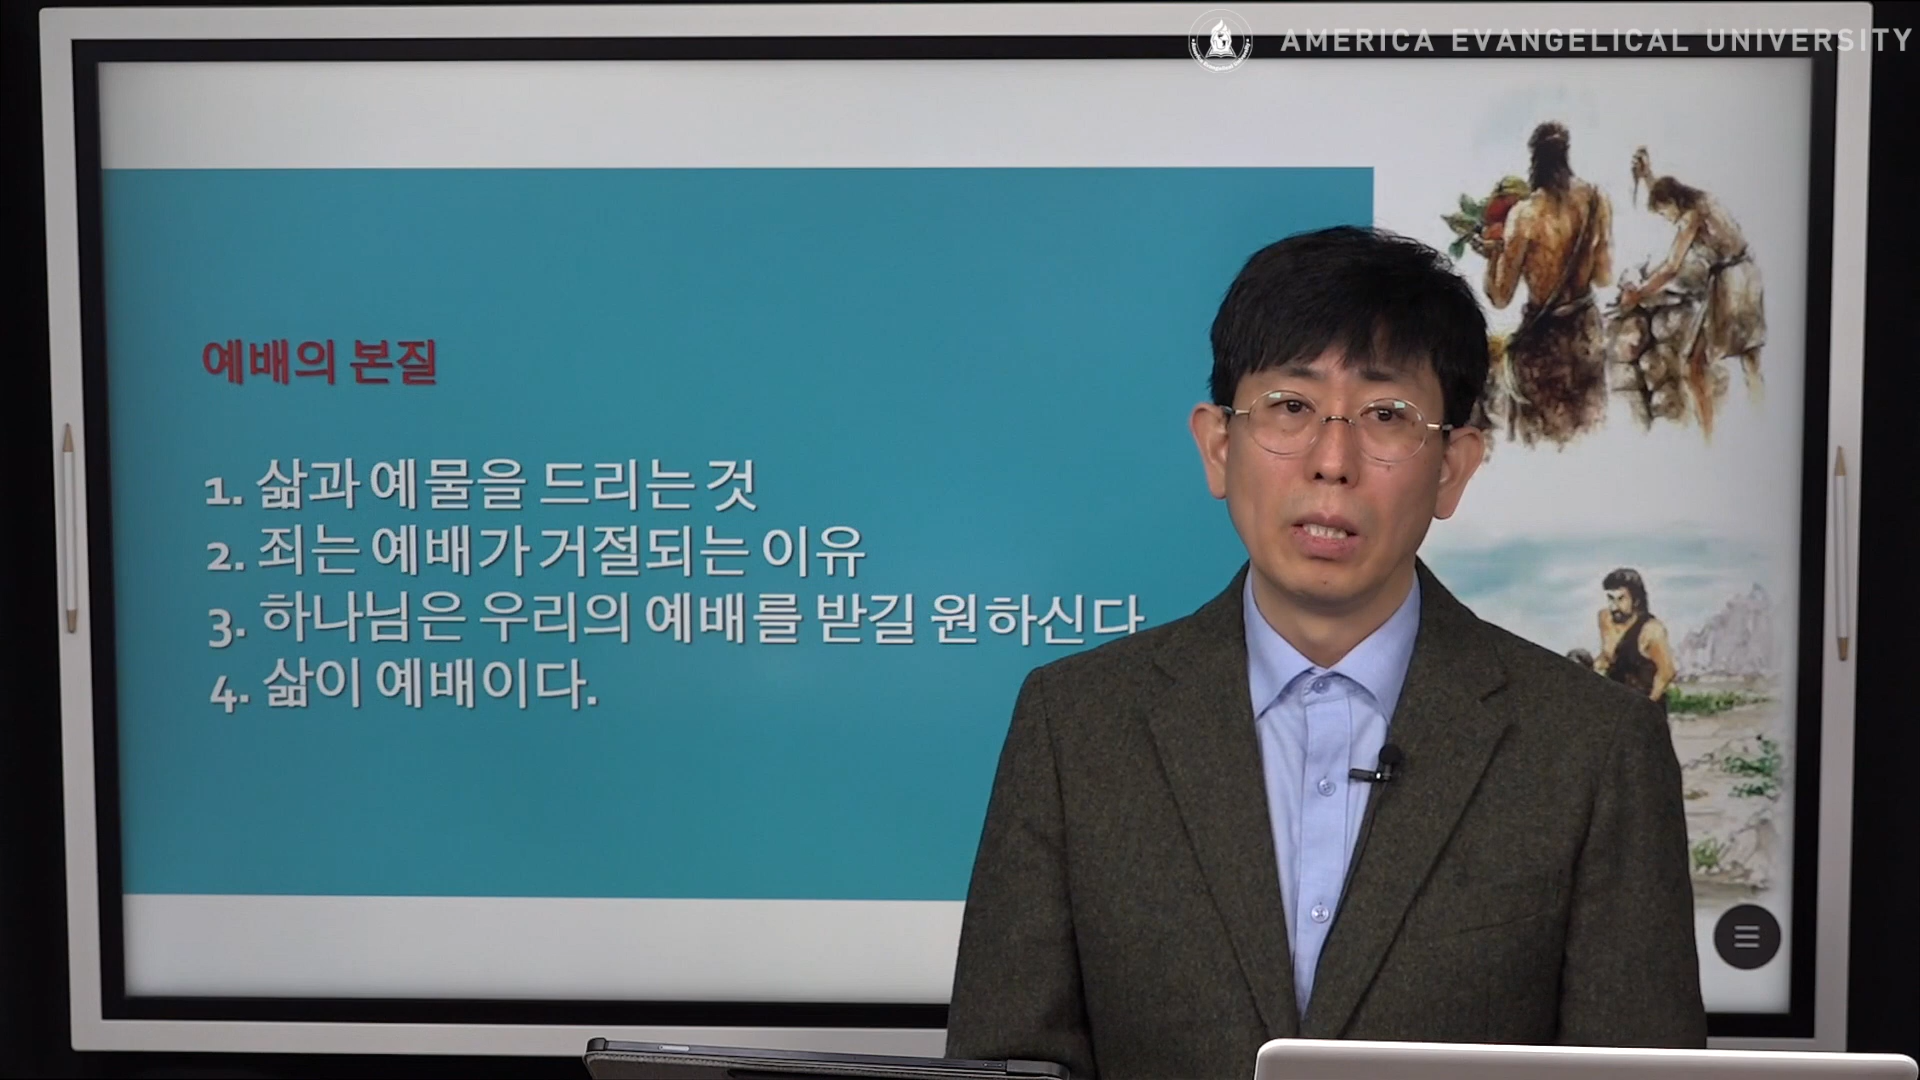 AMERICA EVANGELICAL UNIVERSITY
예배의 본질
1. 삶과 예물을 드리는 것
2. 죄는 예배가 거절되는 이유
3. 하나님은 우리의 예배를 받길 원하신다
4. 삶이 예배이다.